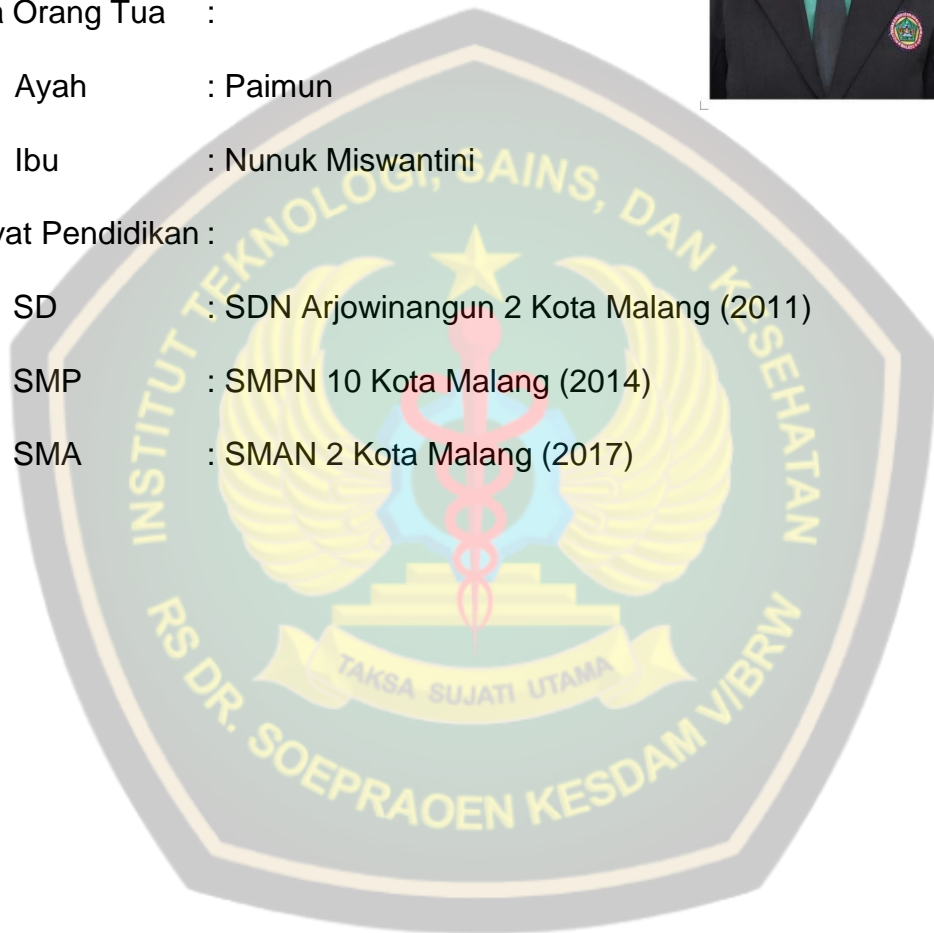 Orang Tua :
Ayah : Paimun
Ibu : Nunuk Miswantini
Pendidikan :
SD : SDN Arjowinangun 2 Kota Malang (2011)
SMP : SMPN 10 Kota Malang (2014)
SMA : SMAN 2 Kota Malang (2017)
INSTITUT TEKNOLOGI, SAINS, DAN KESEHATAN
TAKSA SUJATI UTAMA
RS DR. SOEPRAOEN KESDAM V/BRW